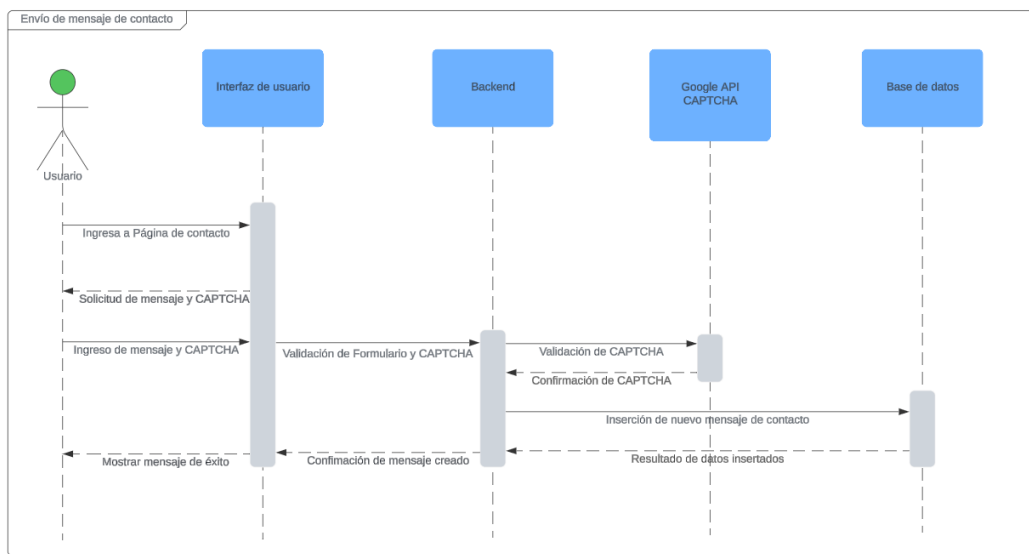 Envío de mensaje de contacto
Interfaz de usuario
Backend
Google API
CAPTCHA
Base de datos
Usuario
Ingresa a Página de contacto
Solicitud de mensaje y CAPTCHA
Ingreso de mensaje y CAPTCHA
Validación de Formulario y CAPTCHA
Validación de CAPTCHA
Confirmación de CAPTCHA
Inserción de nuevo mensaje de contacto
Mostrar mensaje de éxito
Confimación de mensaje creado
Resultado de datos insertados